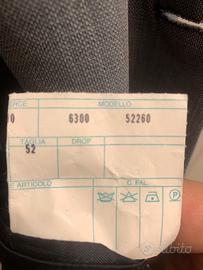 RCE MODELLO
0 6300 52260
TAGLIA DROP
52
ARTICOLO C. FAL.
P
subito